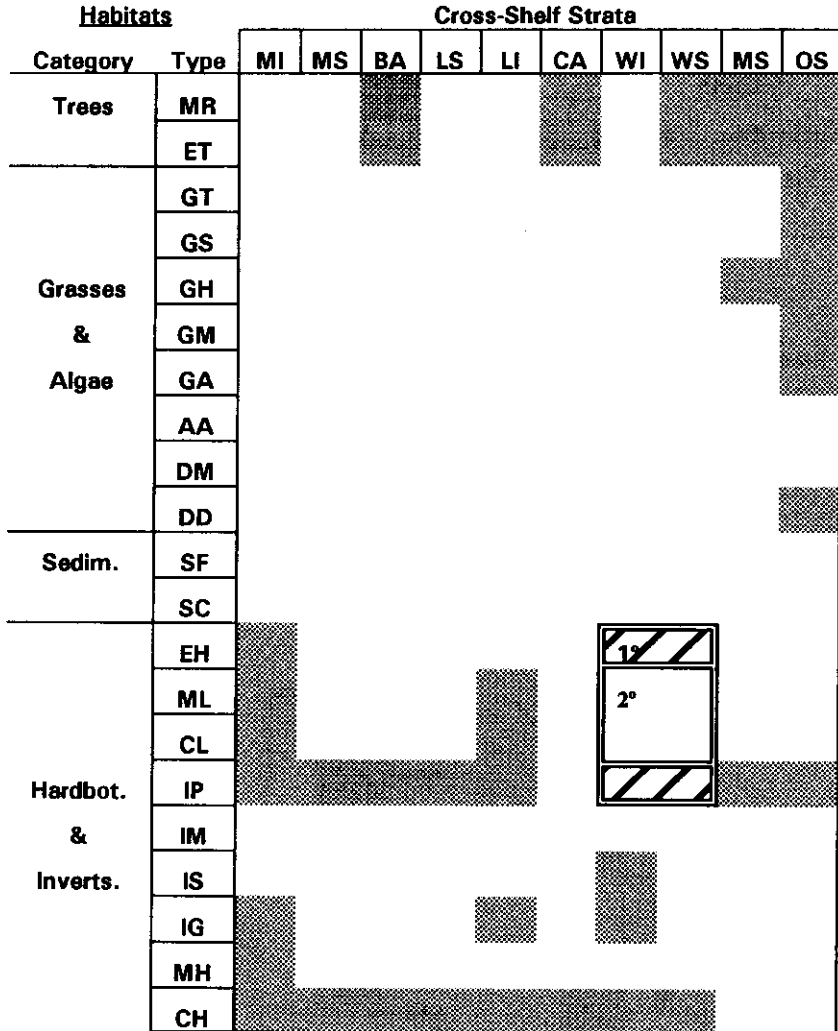 Habitats Cross-Shelf Strata
Category Type MI MS BA LS LI CA WI WS MS OS
Trees MR
ET
GT
GS
Grasses GH
& GM
Algae GA
AA
DM
DD
Sedim. SF
SC
EH 1°
ML 2°
CL
Hardbot. IP
& IM
Inverts. IS
IG
MH
CH